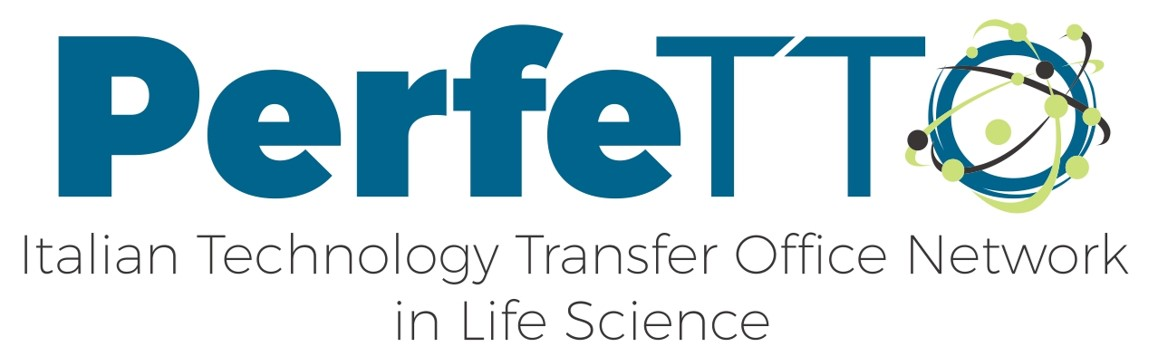 PerfeTTO
Italian Technology Transfer Office Network
in Life Science